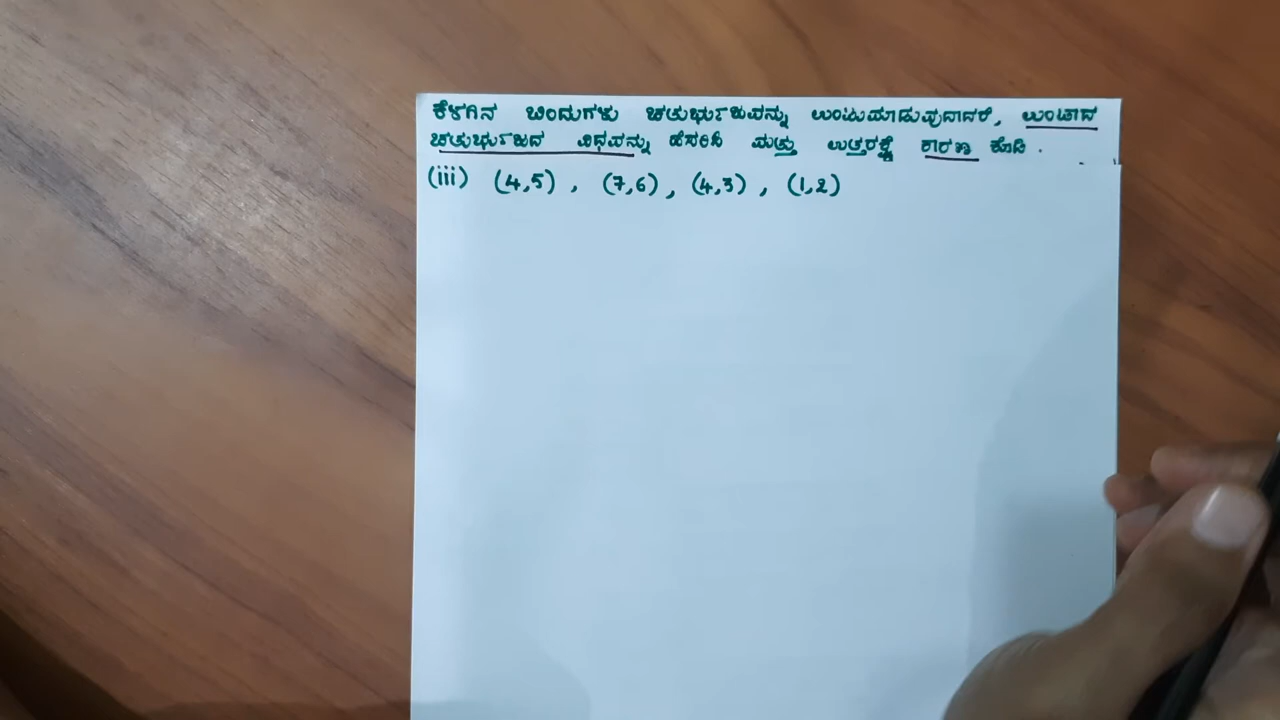 ಕೆಳಗಿನ ಬಿಂದುಗಳು ಚತುರ್ಭುಜವನ್ನು ಉಂಟುಮಾಡುವುದಾದರೆ, ಉಂಟಾದ
ಚತುರ್ಭುಜದ ವಿಧವನ್ನು ಹೆಸರಿಸಿ ಮತ್ತು ಉತ್ತರಕ್ಕೆ ಕಾರಣ ಕೊಡಿ .
(iii) (4,5) , (7,6) , (4,3) , (1,2)